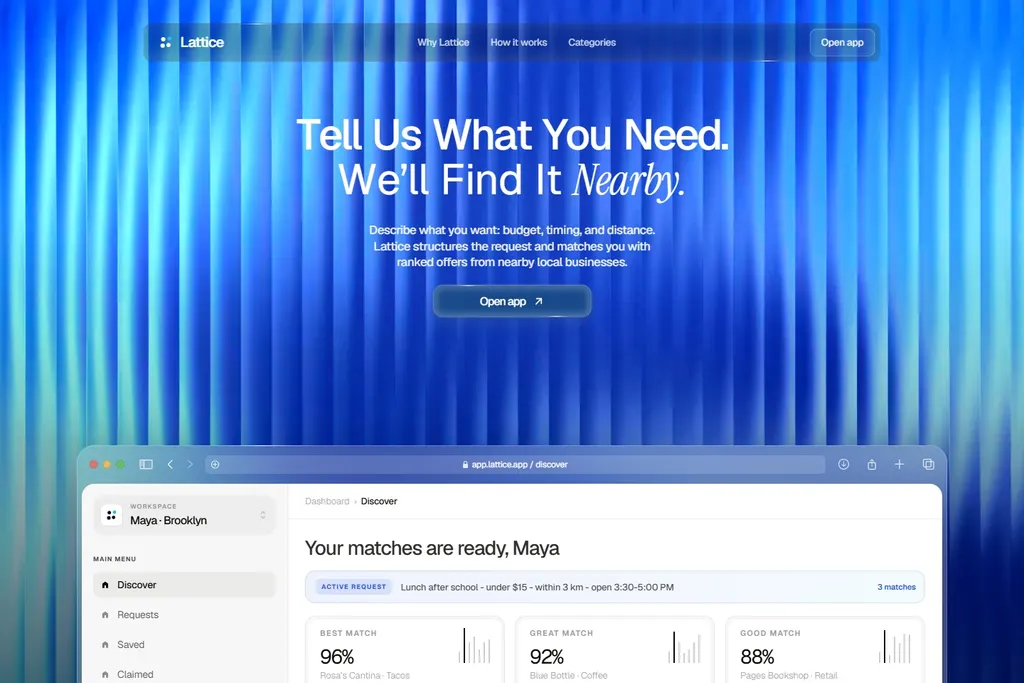 Lattice
Why Lattice
How it works
Categories
Open app
Tell Us What You Need.
We'll Find It Nearby.
Describe what you want: budget, timing, and distance.
Lattice structures the request and matches you with
ranked offers from nearby local businesses.
Open app
app.lattice.app / discover
WORKSPACE
Maya · Brooklyn
MAIN MENU
Discover
Requests
Saved
Claimed
Dashboard › Discover
Your matches are ready, Maya
ACTIVE REQUEST
Lunch after school - under $15 - within 3 km - open 3:30-5:00 PM
3 matches
BEST MATCH
96%
Rosa's Cantina · Tacos
GREAT MATCH
92%
Blue Bottle · Coffee
GOOD MATCH
88%
Pages Bookshop · Retail